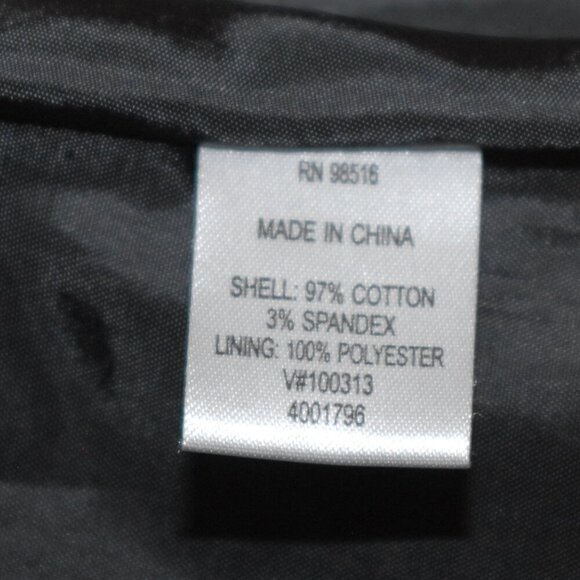 RN 98516
MADE IN CHINA
SHELL: 97% COTTON
3% SPANDEX
LINING: 100% POLYESTER
V#100313
4001796